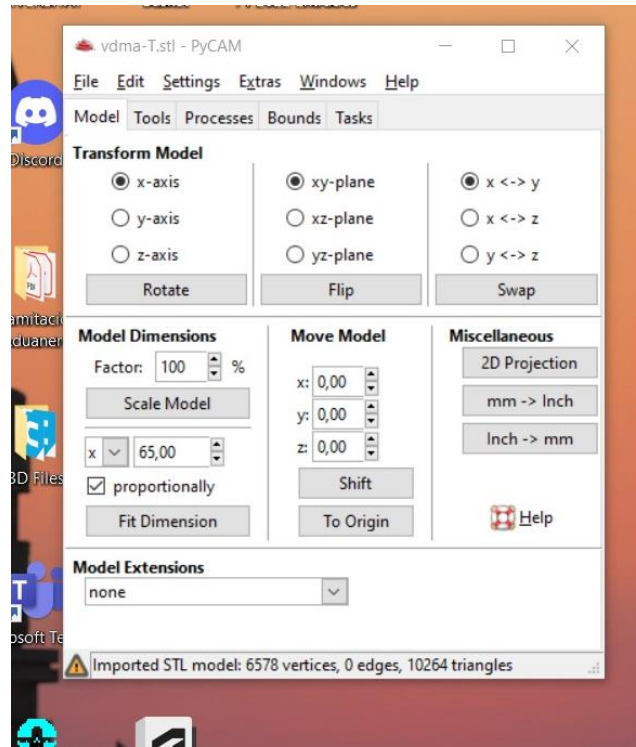 vdma-T.stl - PyCAM
File Edit Settings Extras Windows Help
Model Tools Processes Bounds Tasks
Discord
Transform Model
x-axis xy-plane x <-> y
y-axis xz-plane x <-> z
z-axis yz-plane y <-> z
Rotate Flip Swap
Model Dimensions Move Model Miscellaneous
Factor: 100 % 2D Projection
x: 0,00
Scale Model mm -> Inch
y: 0,00
x 65,00 z: 0,00 Inch -> mm
3D Files
proportionally Shift
Fit Dimension To Origin Help
Model Extensions
none
Imported STL model: 6578 vertices, 0 edges, 10264 triangles